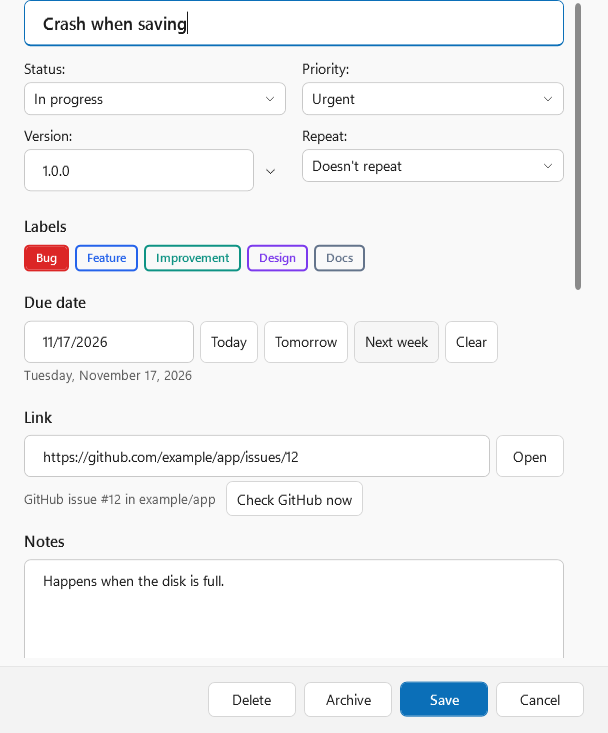 Crash when saving
Status:
Priority:
In progress
Urgent
Version:
Repeat:
1.0.0
Doesn't repeat
Labels
Bug Feature Improvement Design Docs
Due date
11/17/2026 Today Tomorrow Next week Clear
Tuesday, November 17, 2026
Link
https://github.com/example/app/issues/12 Open
GitHub issue #12 in example/app Check GitHub now
Notes
Happens when the disk is full.
Delete Archive Save Cancel